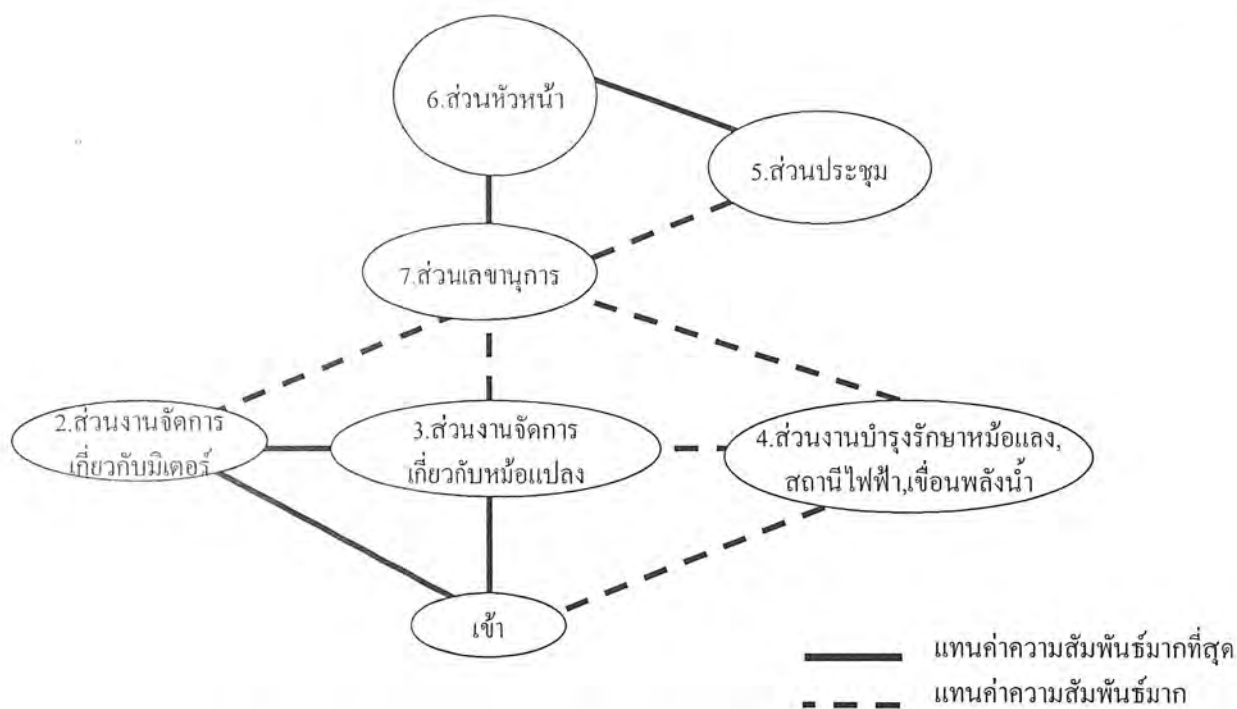 6.ส่วนหัวหน้า
5.ส่วนประชุม
7.ส่วนเลขานุการ
2.ส่วนงานจัดการ
เกี่ยวกับมิเตอร์
3.ส่วนงานจัดการ
เกี่ยวกับหม้อแปลง
4.ส่วนงานบำรุงรักษาหม้อแลง,
สถานีไฟฟ้า,เขื่อนพลังน้ำ
เข้า
แทนค่าความสัมพันธ์มากที่สุด
แทนค่าความสัมพันธ์มาก